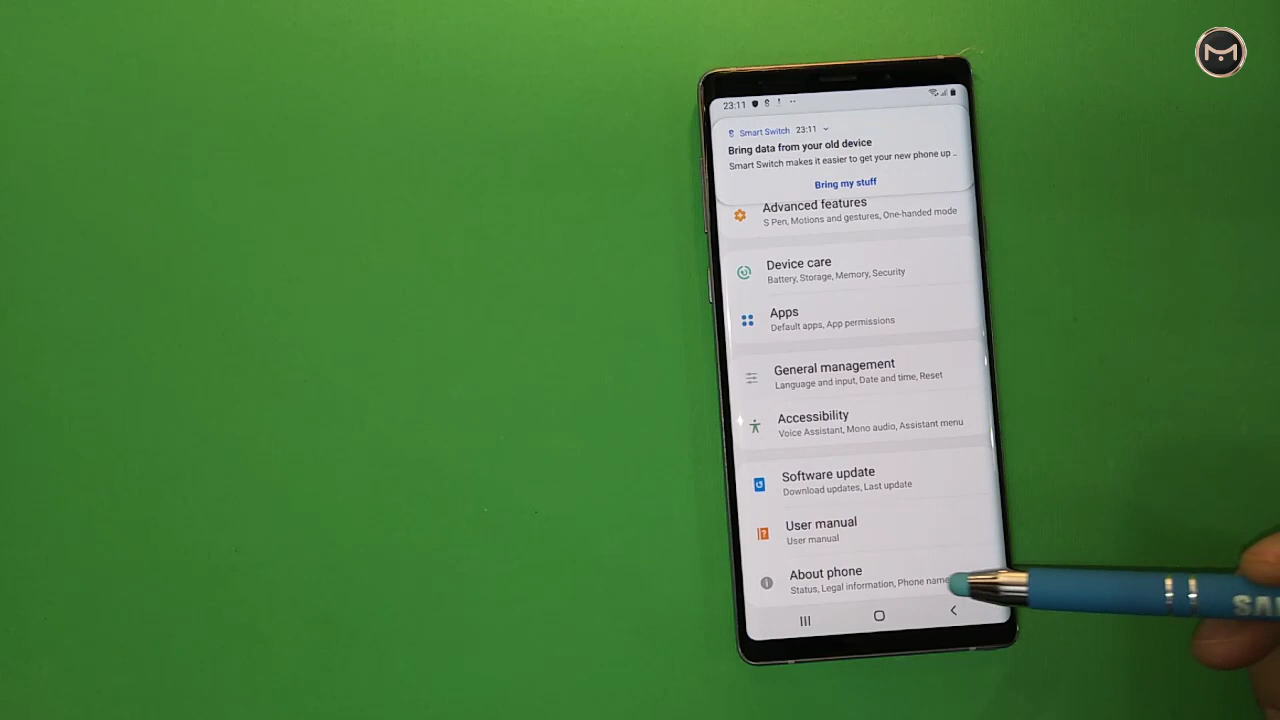 23:11
Smart Switch 23:11
Bring data from your old device
Smart Switch makes it easier to get your new phone up ..
Bring my stuff
Advanced features
S Pen, Motions and gestures, One-handed mode
Device care
Battery, Storage, Memory, Security
Apps
Default apps, App permissions
General management
Language and input, Date and time, Reset
Accessibility
Voice Assistant, Mono audio, Assistant menu
Software update
Download updates, Last update
User manual
User manual
About phone
Status, Legal information, Phone name
SA